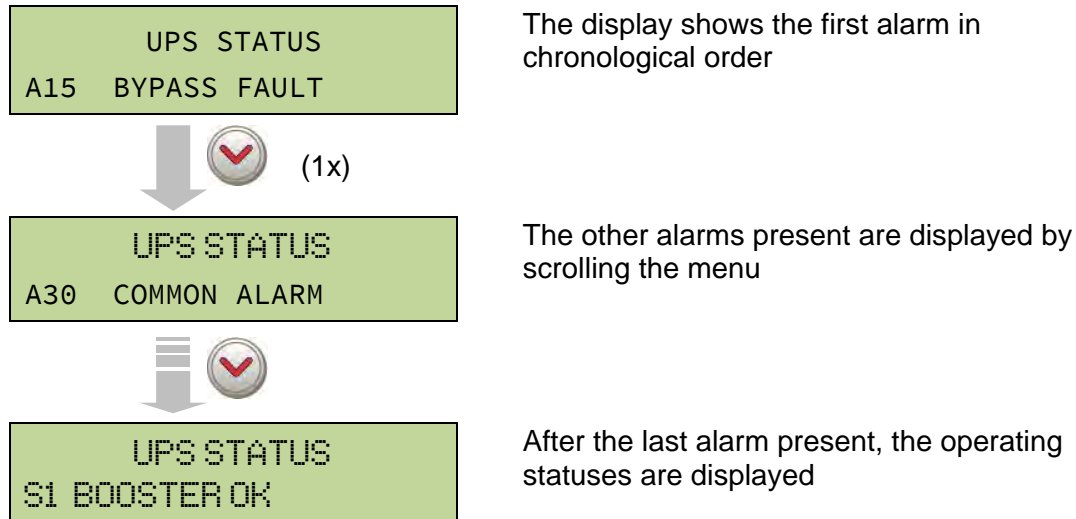 UPS STATUS
A15 BYPASS FAULT
The display shows the first alarm in
chronological order
(1x)
UPS STATUS
A30 COMMON ALARM
The other alarms present are displayed by
scrolling the menu
UPS STATUS
S1 BOOSTER OK
After the last alarm present, the operating
statuses are displayed